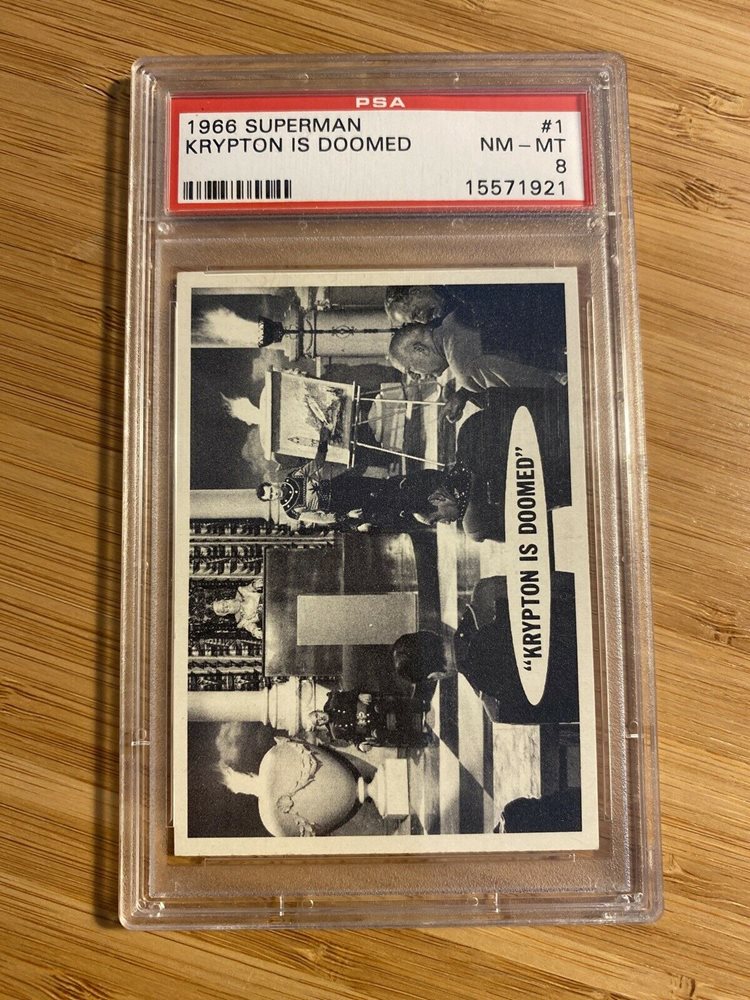 PSA
1966 SUPERMAN #1
KRYPTON IS DOOMED NM - MT
8
15571921
"KRYPTON IS DOOMED"